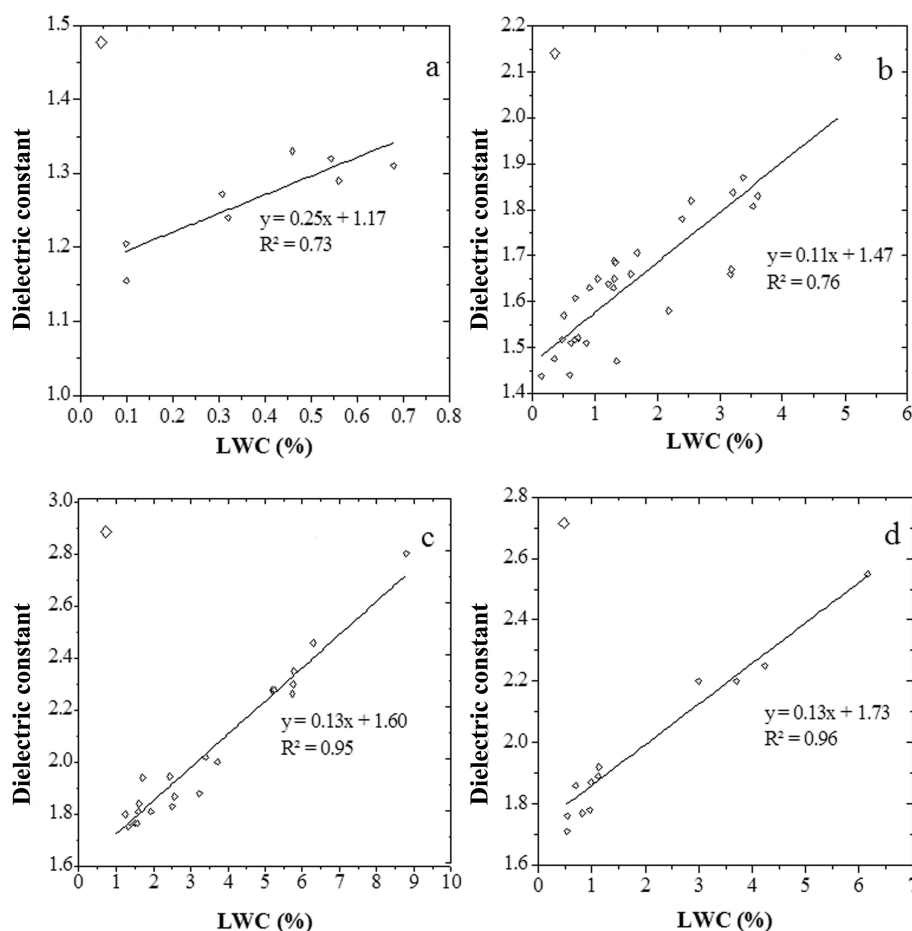 a
1.5
1.4
1.3
1.2
1.1
1.0
Dielectric constant
y = 0.25x + 1.17
R² = 0.73
0.0 0.1 0.2 0.3 0.4 0.5 0.6 0.7 0.8
LWC (%)
b
2.2
2.1
2.0
1.9
1.8
1.7
1.6
1.5
1.4
Dielectric constant
y = 0.11x + 1.47
R² = 0.76
0 1 2 3 4 5 6
LWC (%)
c
3.0
2.8
2.6
2.4
2.2
2.0
1.8
1.6
Dielectric constant
y = 0.13x + 1.60
R² = 0.95
0 1 2 3 4 5 6 7 8 9 10
LWC (%)
d
2.8
2.6
2.4
2.2
2.0
1.8
1.6
Dielectric constant
y = 0.13x + 1.73
R² = 0.96
0 1 2 3 4 5 6 7
LWC (%)